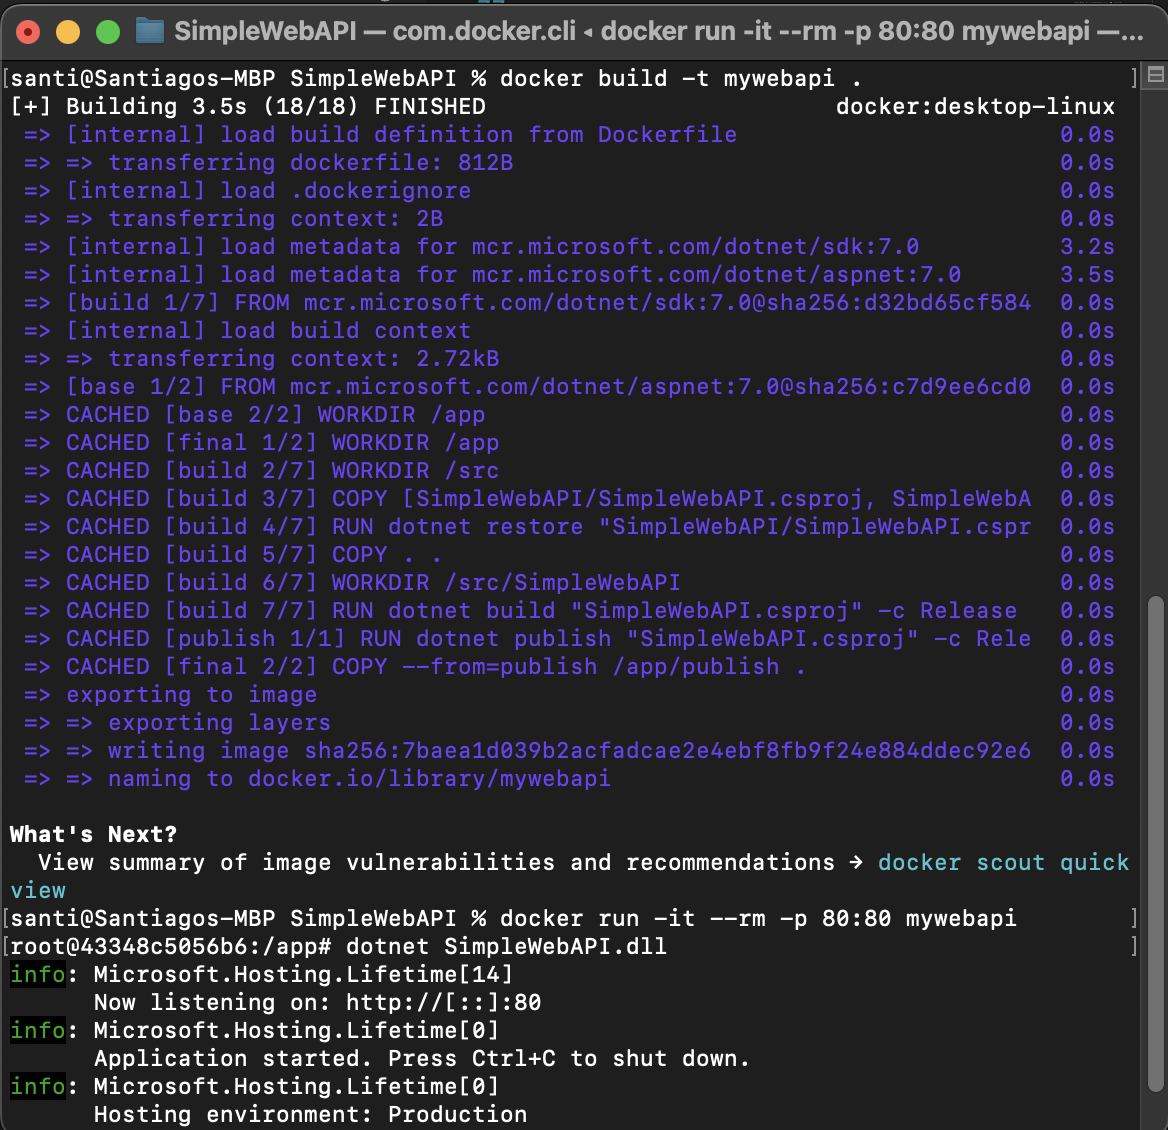 SimpleWebAPI — com.docker.cli ◂ docker run -it --rm -p 80:80 mywebapi —...
[santi@Santiagos-MBP SimpleWebAPI % docker build -t mywebapi . ]
[+] Building 3.5s (18/18) FINISHED docker:desktop-linux
=> [internal] load build definition from Dockerfile 0.0s
=> => transferring dockerfile: 812B 0.0s
=> [internal] load .dockerignore 0.0s
=> => transferring context: 2B 0.0s
=> [internal] load metadata for mcr.microsoft.com/dotnet/sdk:7.0 3.2s
=> [internal] load metadata for mcr.microsoft.com/dotnet/aspnet:7.0 3.5s
=> [build 1/7] FROM mcr.microsoft.com/dotnet/sdk:7.0@sha256:d32bd65cf584 0.0s
=> [internal] load build context 0.0s
=> => transferring context: 2.72kB 0.0s
=> [base 1/2] FROM mcr.microsoft.com/dotnet/aspnet:7.0@sha256:c7d9ee6cd0 0.0s
=> CACHED [base 2/2] WORKDIR /app 0.0s
=> CACHED [final 1/2] WORKDIR /app 0.0s
=> CACHED [build 2/7] WORKDIR /src 0.0s
=> CACHED [build 3/7] COPY [SimpleWebAPI/SimpleWebAPI.csproj, SimpleWebA 0.0s
=> CACHED [build 4/7] RUN dotnet restore "SimpleWebAPI/SimpleWebAPI.cspr 0.0s
=> CACHED [build 5/7] COPY . . 0.0s
=> CACHED [build 6/7] WORKDIR /src/SimpleWebAPI 0.0s
=> CACHED [build 7/7] RUN dotnet build "SimpleWebAPI.csproj" -c Release 0.0s
=> CACHED [publish 1/1] RUN dotnet publish "SimpleWebAPI.csproj" -c Rele 0.0s
=> CACHED [final 2/2] COPY --from=publish /app/publish . 0.0s
=> exporting to image 0.0s
=> => exporting layers 0.0s
=> => writing image sha256:7baea1d039b2acfadcae2e4ebf8fb9f24e884ddec92e6 0.0s
=> => naming to docker.io/library/mywebapi 0.0s
What's Next?
View summary of image vulnerabilities and recommendations → docker scout quick
view
[santi@Santiagos-MBP SimpleWebAPI % docker run -it --rm -p 80:80 mywebapi ]
[root@43348c5056b6:/app# dotnet SimpleWebAPI.dll ]
info: Microsoft.Hosting.Lifetime[14]
Now listening on: http://[::]:80
info: Microsoft.Hosting.Lifetime[0]
Application started. Press Ctrl+C to shut down.
info: Microsoft.Hosting.Lifetime[0]
Hosting environment: Production